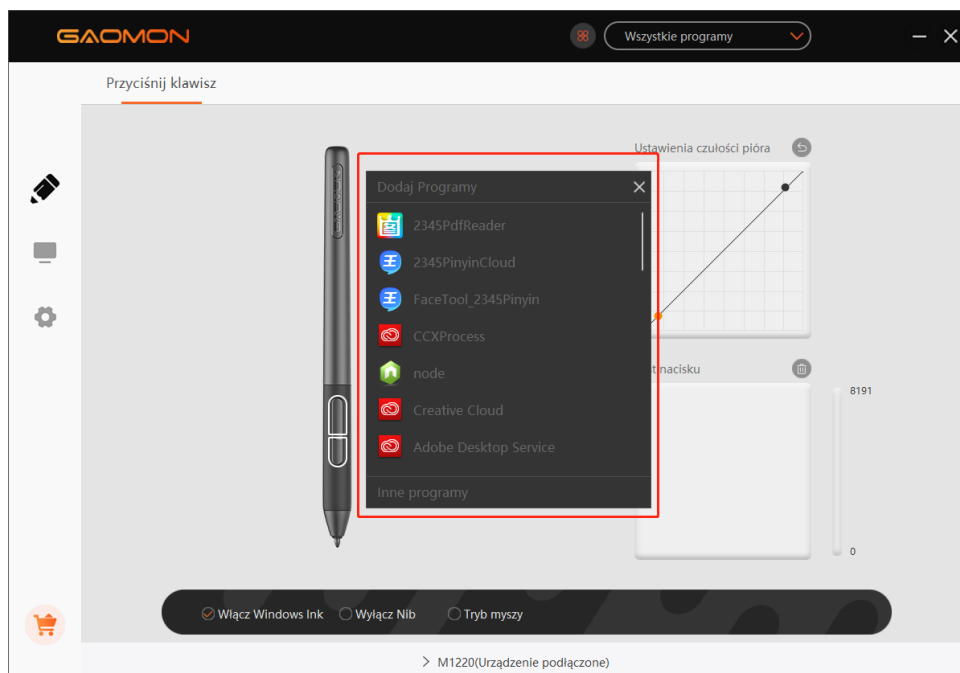 GAOMON
Wszystkie programy
Przyciśnij klawisz
GAOMON
Ustawienia czułości pióra
Dodaj Programy
2345PdfReader
2345PinyinCloud
FaceTool_2345Pinyin
CCXProcess
node
Creative Cloud
Adobe Desktop Service
Inne programy
nacisku
8191
0
Włącz Windows Ink
Wyłącz Nib
Tryb myszy
M1220(Urządzenie podłączone)